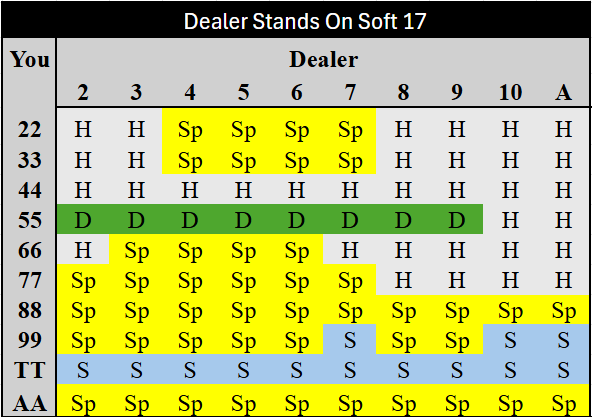 Dealer Stands On Soft 17
You Dealer
2 3 4 5 6 7 8 9 10 A
22 H H Sp Sp Sp Sp H H H H
33 H H Sp Sp Sp Sp H H H H
44 H H H H H H H H H H
55 D D D D D D D D H H
66 H Sp Sp Sp Sp H H H H H
77 Sp Sp Sp Sp Sp Sp H H H H
88 Sp Sp Sp Sp Sp Sp Sp Sp Sp Sp
99 Sp Sp Sp Sp Sp S Sp Sp S S
TT S S S S S S S S S S
AA Sp Sp Sp Sp Sp Sp Sp Sp Sp Sp